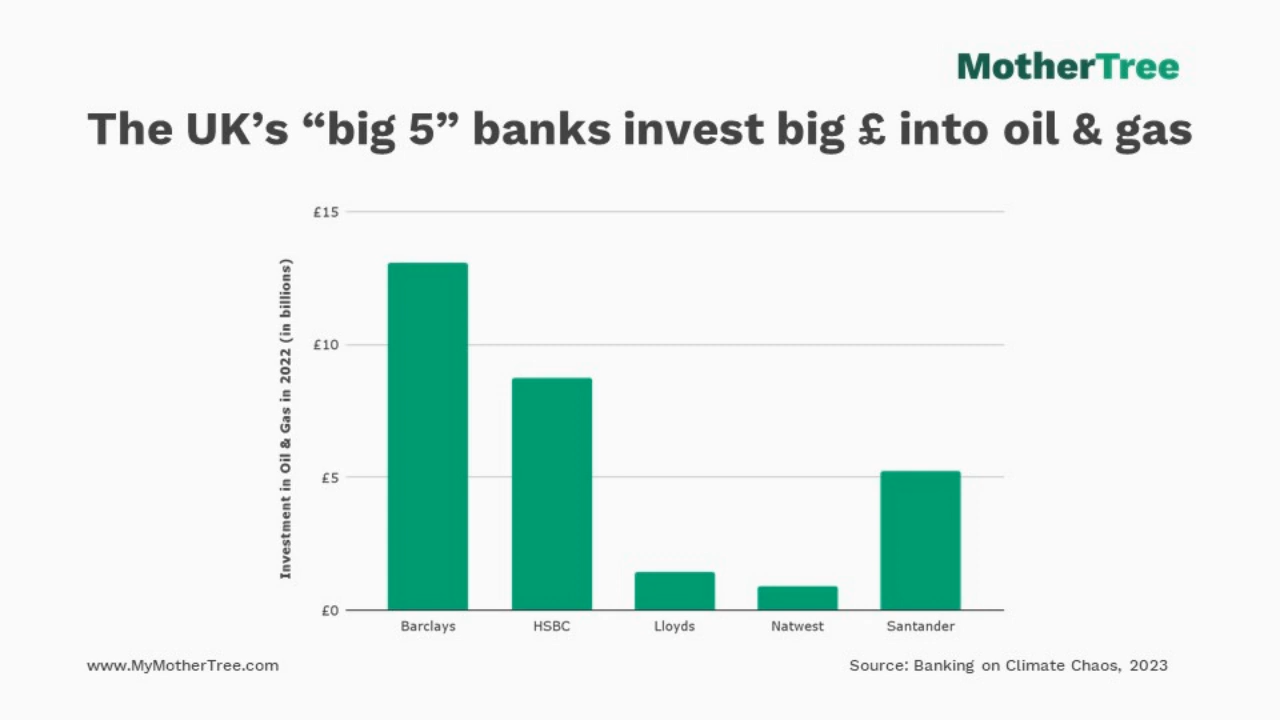 MotherTree
The UK’s “big 5” banks invest big £ into oil & gas
Investment in Oil & Gas in 2022 (in billions)
£15
£10
£5
£0
Barclays
HSBC
Lloyds
Natwest
Santander
www.MyMotherTree.com
Source: Banking on Climate Chaos, 2023